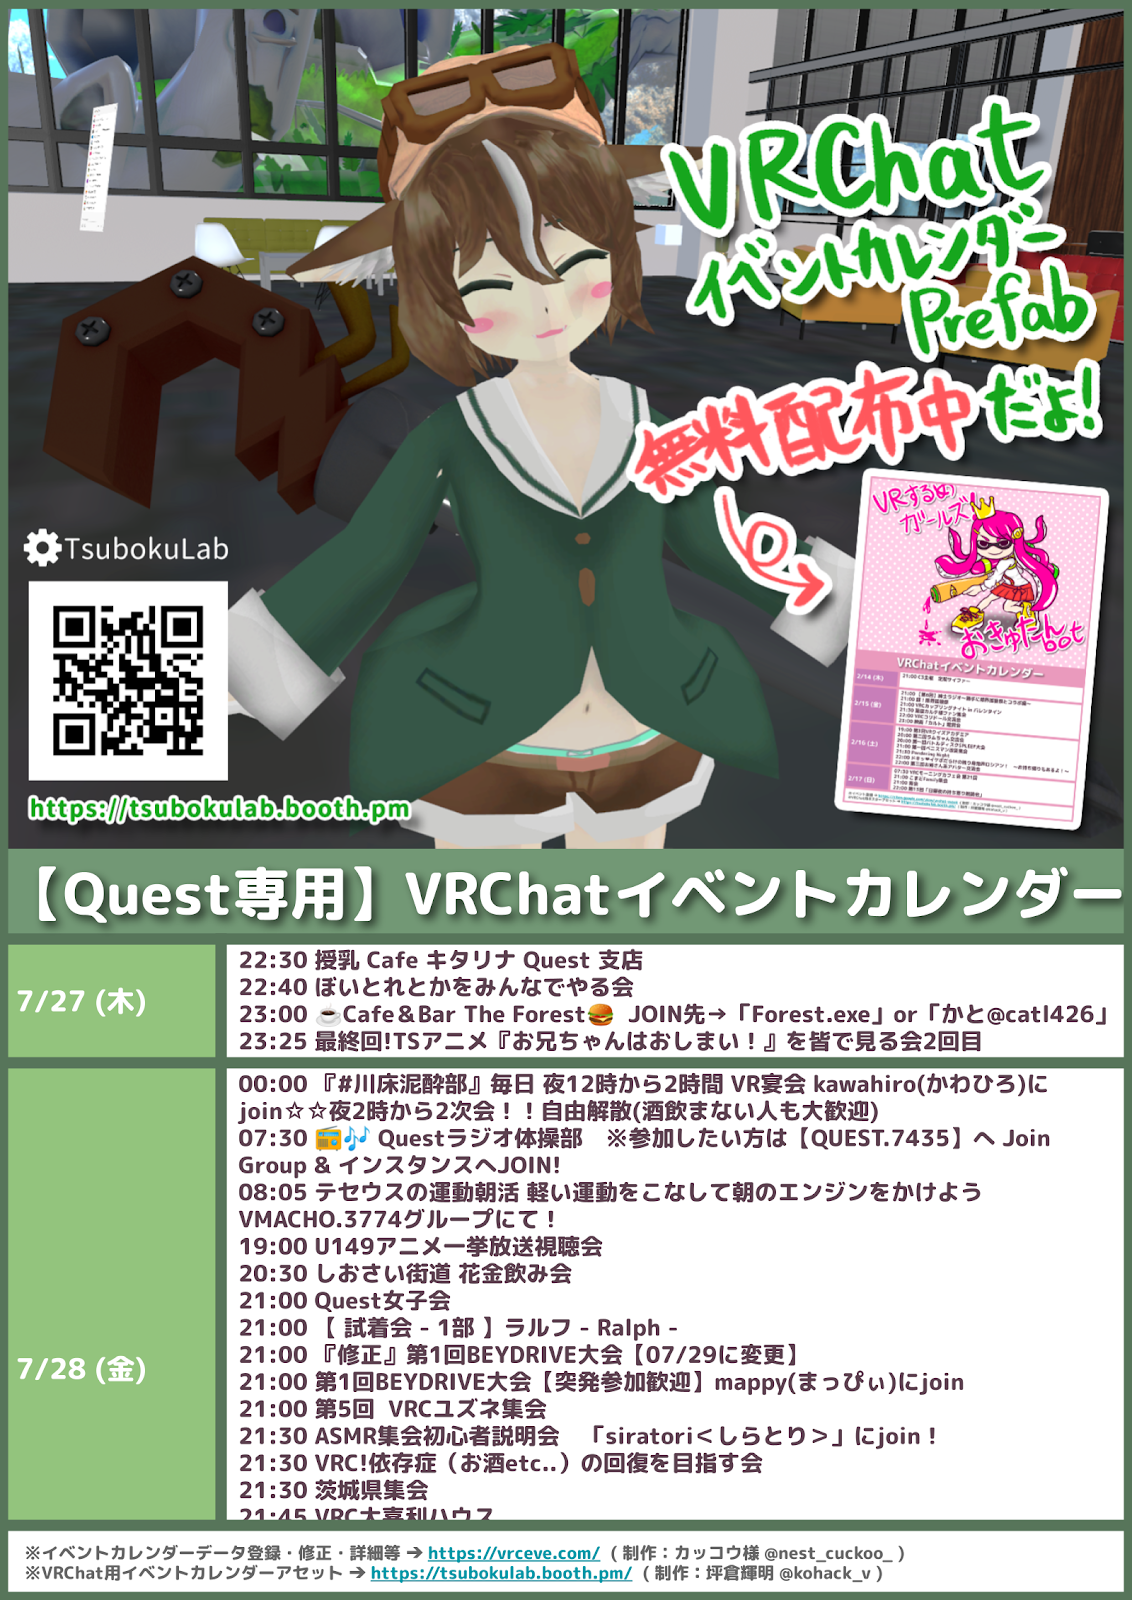 VRChat
イベントカレンダー
Prefab
無料配布中だよ!
TsubokuLab
https://tsubokulab.booth.pm
VRするめ
ガールズ
おきゅたん
bot
VRChatイベントカレンダー
2/14 (木)
2/15 (金)
2/16 (土)
2/17 (日)
【Quest専用】VRChatイベントカレンダー
7/27 (木)
22:30 授乳 Cafe キタリナ Quest 支店
22:40 ぼいとれとかをみんなでやる会
23:00 ☕Cafe＆Bar The Forest🍔 JOIN先→「Forest.exe」or「かと@catl426」
23:25 最終回!TSアニメ『お兄ちゃんはおしまい！』を皆で見る会2回目
7/28 (金)
00:00 『#川床泥酔部』毎日 夜12時から2時間 VR宴会 kawahiro(かわひろ)に
join☆☆夜2時から2次会！！自由解散(酒飲まない人も大歓迎)
07:30 📻🎶 Questラジオ体操部　※参加したい方は【QUEST.7435】へ Join
Group & インスタンスへJOIN!
08:05 テセウスの運動朝活 軽い運動をこなして朝のエンジンをかけよう
VMACHO.3774グループにて！
19:00 U149アニメ一挙放送視聴会
20:30 しおさい街道 花金飲み会
21:00 Quest女子会
21:00 【 試着会 - 1部 】ラルフ - Ralph -
21:00 『修正』第1回BEYDRIVE大会【07/29に変更】
21:00 第1回BEYDRIVE大会【突発参加歓迎】mappy(まっぴぃ)にjoin
21:00 第5回 VRCユズネ集会
21:30 ASMR集会初心者説明会　「siratori＜しらとり＞」にjoin！
21:30 VRC!依存症（お酒etc..）の回復を目指す会
21:30 茨城県集会
21:45 VRC大喜利ハウス
※イベントカレンダーデータ登録・修正・詳細等 ➔ https://vrceve.com/ ( 制作：カッコウ様 @nest_cuckoo_ )
※VRChat用イベントカレンダーアセット ➔ https://tsubokulab.booth.pm/ ( 制作：坪倉輝明 @kohack_v )